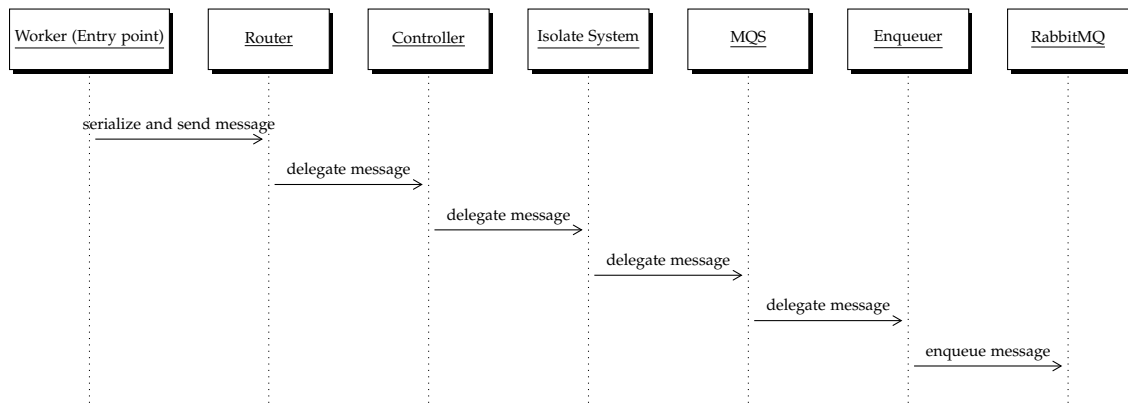 Worker (Entry point) Router Controller Isolate System MQS Enqueuer RabbitMQ
serialize and send message
delegate message
delegate message
delegate message
delegate message
enqueue message